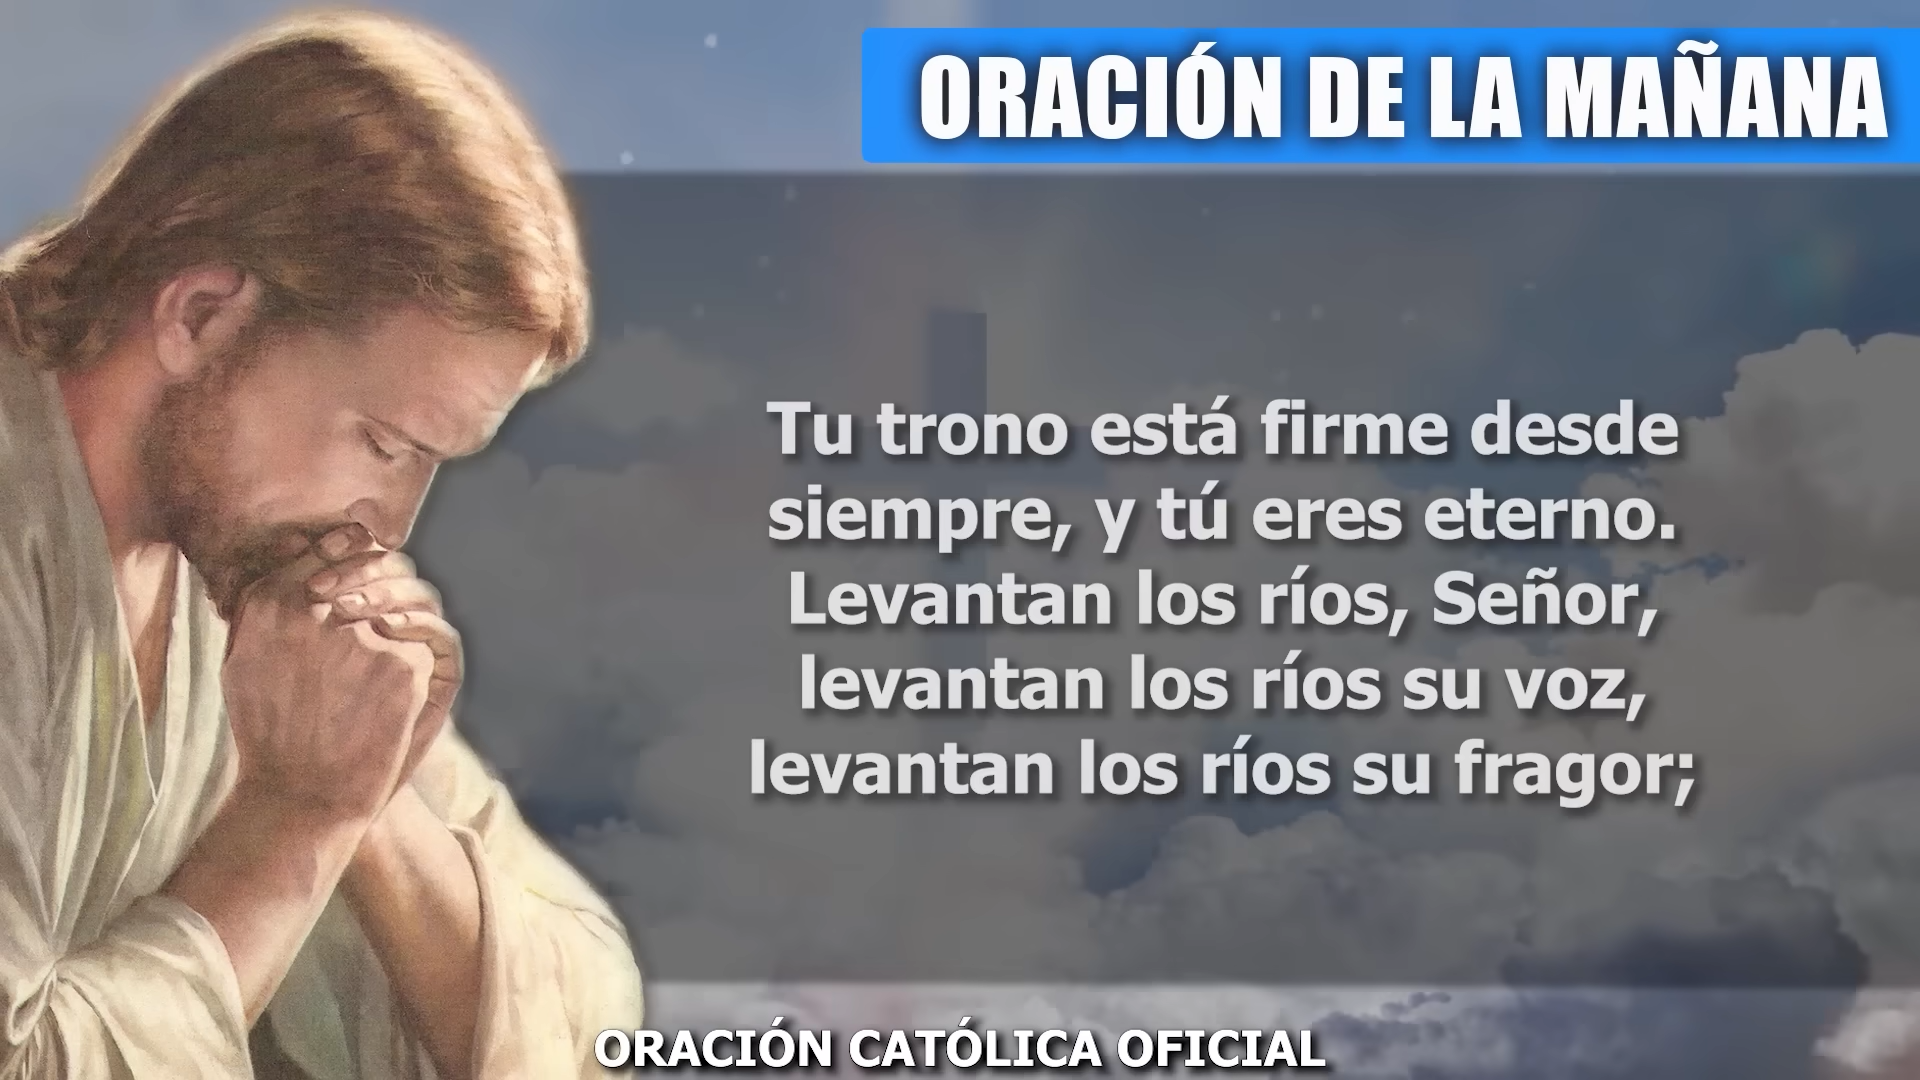 ORACIÓN DE LA MAÑANA
Tu trono está firme desde
siempre, y tú eres eterno.
Levantan los ríos, Señor,
levantan los ríos su voz,
levantan los ríos su fragor;
ORACIÓN CATÓLICA OFICIAL